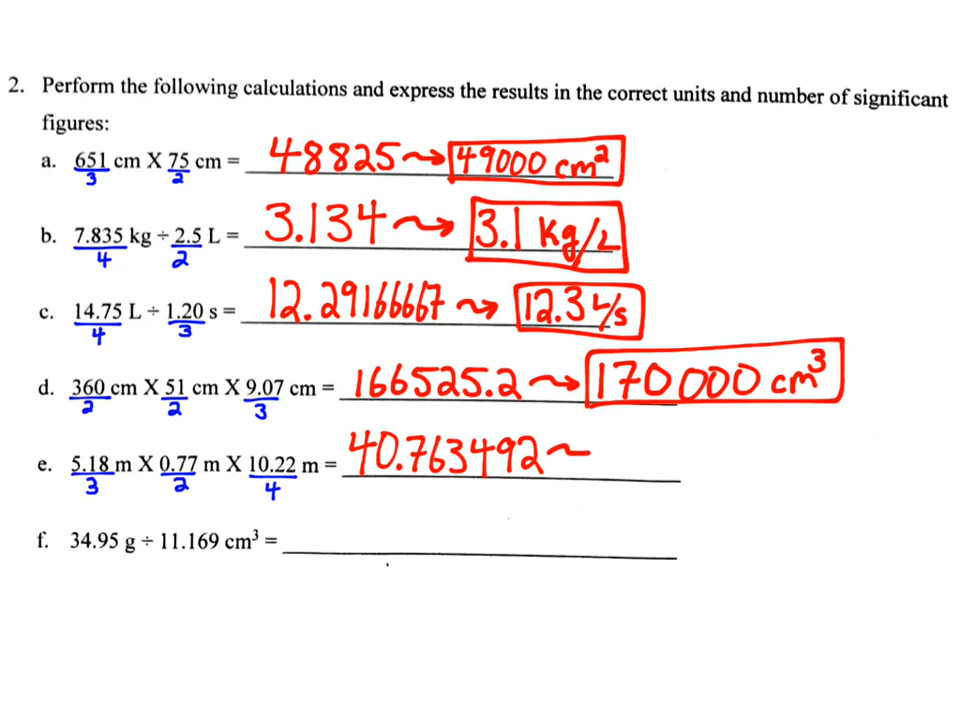 2. Perform the following calculations and express the results in the correct units and number of significant
figures:
a. 651 cm X 75 cm = 48825 ⟿ 49000 cm²
3 2
b. 7.835 kg ÷ 2.5 L = 3.134 ⟿ 3.1 kg/L
4 2
c. 14.75 L ÷ 1.20 s = 12.29166667 ⟿ 12.3 L/s
4 3
d. 360 cm X 51 cm X 9.07 cm = 166525.2 ⟿ 170000 cm³
2 2 3
e. 5.18 m X 0.77 m X 10.22 m = 40.763492 ~
3 2 4
f. 34.95 g ÷ 11.169 cm³ =